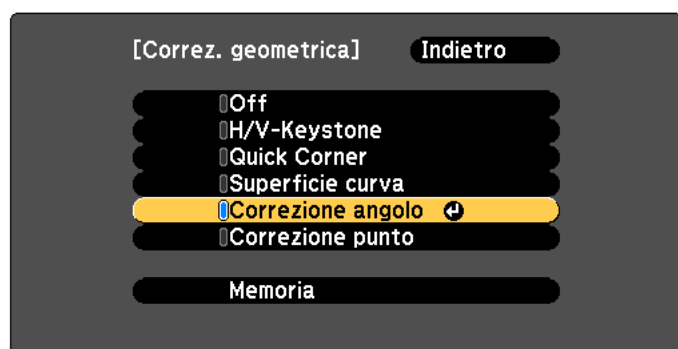 [Correz. geometrica] Indietro
Off
H/V-Keystone
Quick Corner
Superficie curva
Correzione angolo
Correzione punto
Memoria